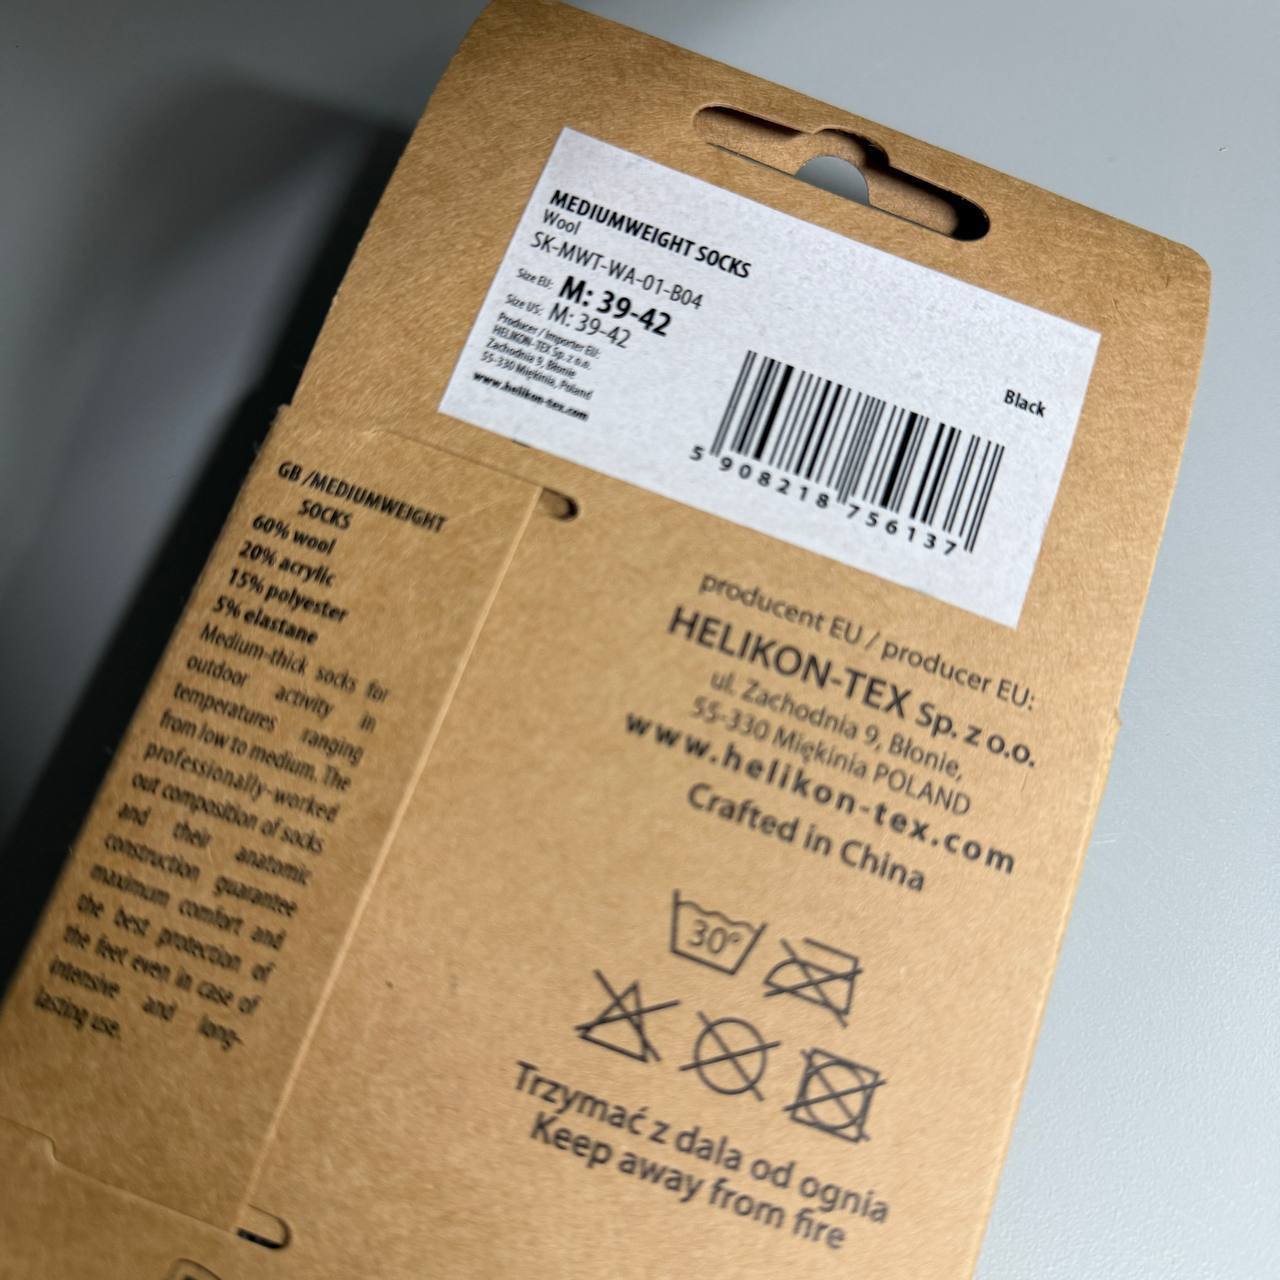 MEDIUMWEIGHT SOCKS
Wool
SK-MWT-WA-01-B04
Size EU: M: 39-42
Size US: M: 39-42
Producer / Importer EU:
HELIKON-TEX Sp. z o.o.
Zachodnia 9, Błonie
55-330 Miękinia, Poland
www.helikon-tex.com
Black
5 908218 756137
GB /MEDIUMWEIGHT
SOCKS
60% wool
20% acrylic
15% polyester
5% elastane
Medium-thick socks for
outdoor activity in
temperatures ranging
from low to medium. The
professionally-worked
out composition of socks
and their anatomic
construction guarantee
maximum comfort and
the best protection of
the feet even in case of
intensive and long-
lasting use.
producent EU / producer EU:
HELIKON-TEX Sp. z o.o.
ul. Zachodnia 9, Błonie,
55-330 Miękinia POLAND
www.helikon-tex.com
Crafted in China
30°
Trzymać z dala od ognia
Keep away from fire